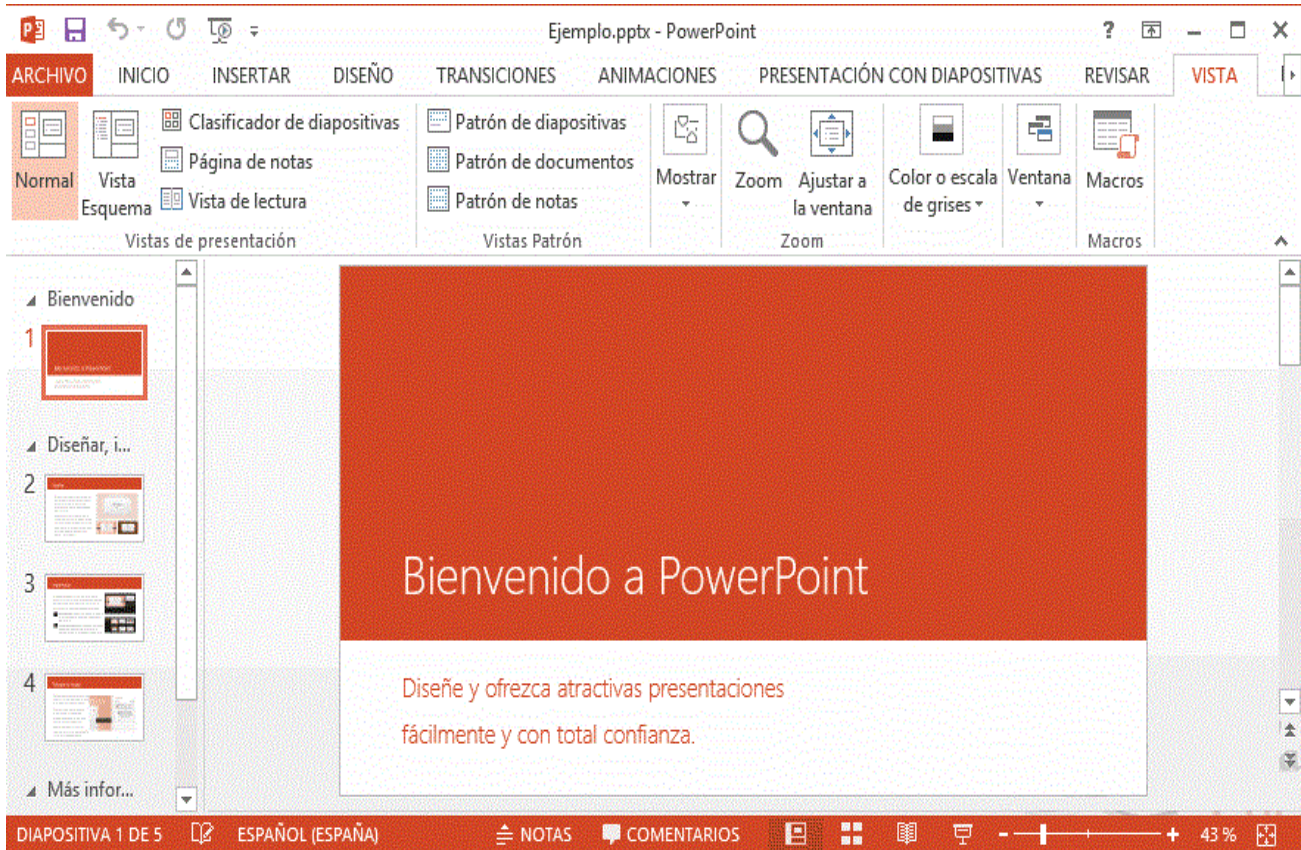 Ejemplo.pptx - PowerPoint
ARCHIVO INICIO INSERTAR DISEÑO TRANSICIONES ANIMACIONES PRESENTACIÓN CON DIAPOSITIVAS REVISAR VISTA
Normal
Vista
Esquema
Clasificador de diapositivas
Página de notas
Vista de lectura
Vistas de presentación
Patrón de diapositivas
Patrón de documentos
Patrón de notas
Vistas Patrón
Mostrar
Zoom
Ajustar a
la ventana
Zoom
Color o escala
de grises
Ventana
Macros
Macros
Bienvenido
1
Diseñar, i...
2
3
4
Más infor...
Bienvenido a PowerPoint
Diseñe y ofrezca atractivas presentaciones
fácilmente y con total confianza.
DIAPOSITIVA 1 DE 5 ESPAÑOL (ESPAÑA) NOTAS COMENTARIOS 43 %